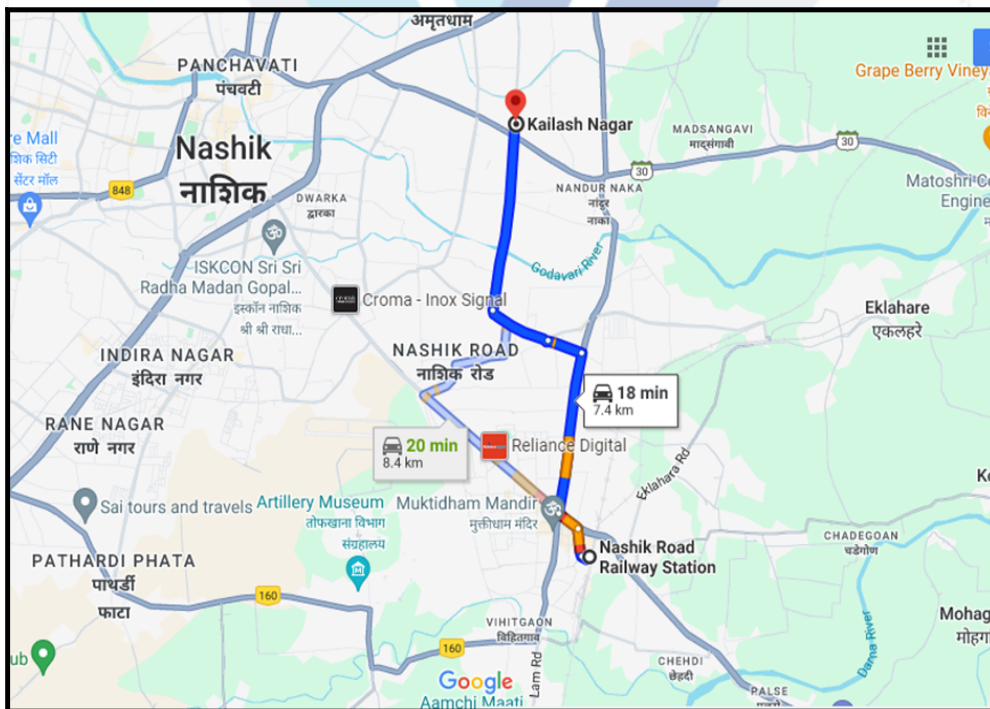 अमृतधाम
PANCHAVATI
पंचवटी
Grape Berry Viney
re Mall
शिक सिटी
सेंटर मॉल
Nashik
नाशिक
848
Kailash Nagar
MADSANGAVI
माद्संगावी
30
30
DWARKA
द्वारका
NANDUR NAKA
नांदुर
नाका
Matoshri Co
Engine
ISKCON Sri Sri
Radha Madan Gopal...
इस्कॉन नाशिक
श्री श्री राधा...
Godavari River
Croma - Inox Signal
Eklahare
एकलहरे
INDIRA NAGAR
इंदिरा नगर
NASHIK ROAD
नाशिक रोड
18 min
7.4 km
RANE NAGAR
राणे नगर
20 min
8.4 km
Reliance Digital
Eklahara Rd
Sai tours and travels
Artillery Museum
तोफखाना विभाग
संग्रहालय
Muktidham Mandir
मुक्तीधाम मंदिर
Nashik Road
Railway Station
CHADEGOAN
चडेगोण
PATHARDI PHATA
पाथर्डी
फाटा
160
160
VIHITGAON
विहितगाव
Lam Rd
Darna River
Mohag
मोहग
CHEHDI
छेहदी
ub
Google
Aamchi Maati
PALSE